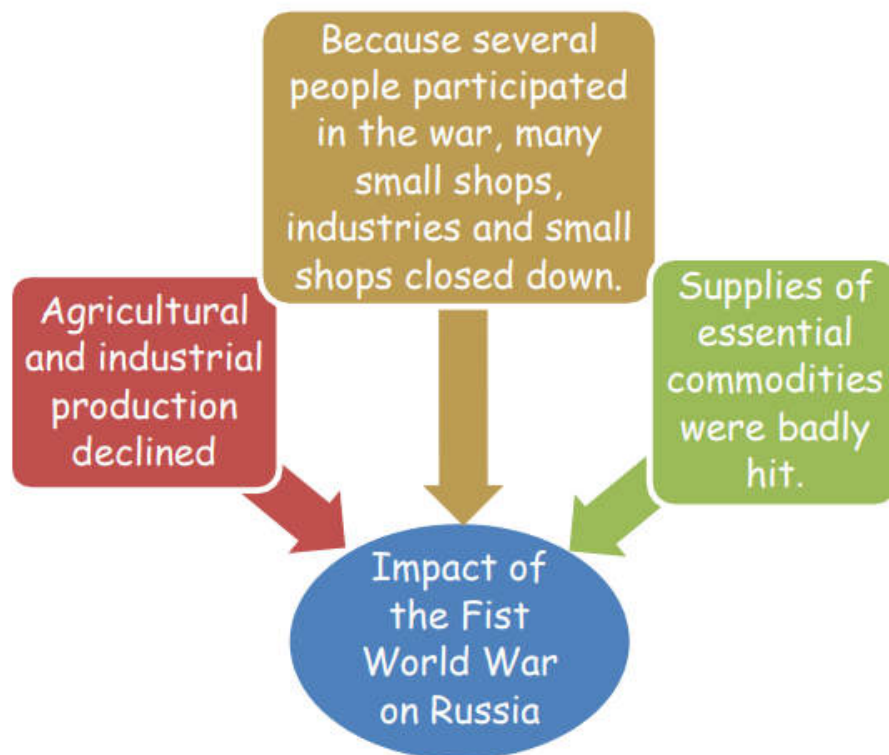 Because several
people participated
in the war, many
small shops,
industries and small
shops closed down.
Agricultural
and industrial
production
declined
Supplies of
essential
commodities
were badly
hit.
Impact of
the Fist
World War
on Russia